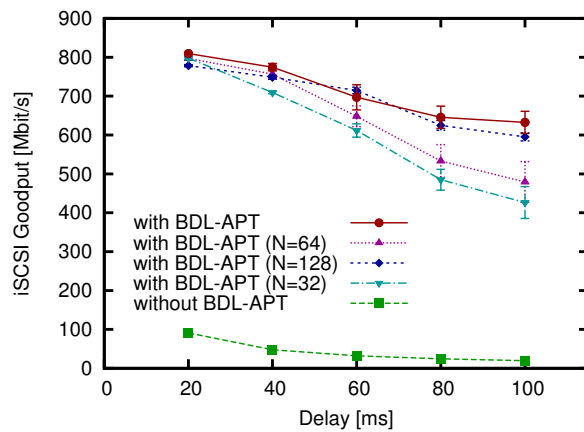 900
800
700
600
500
400
300
200
100
0
iSCSI Goodput [Mbit/s]
with BDL-APT
with BDL-APT (N=64)
with BDL-APT (N=128)
with BDL-APT (N=32)
without BDL-APT
0 20 40 60 80 100
Delay [ms]